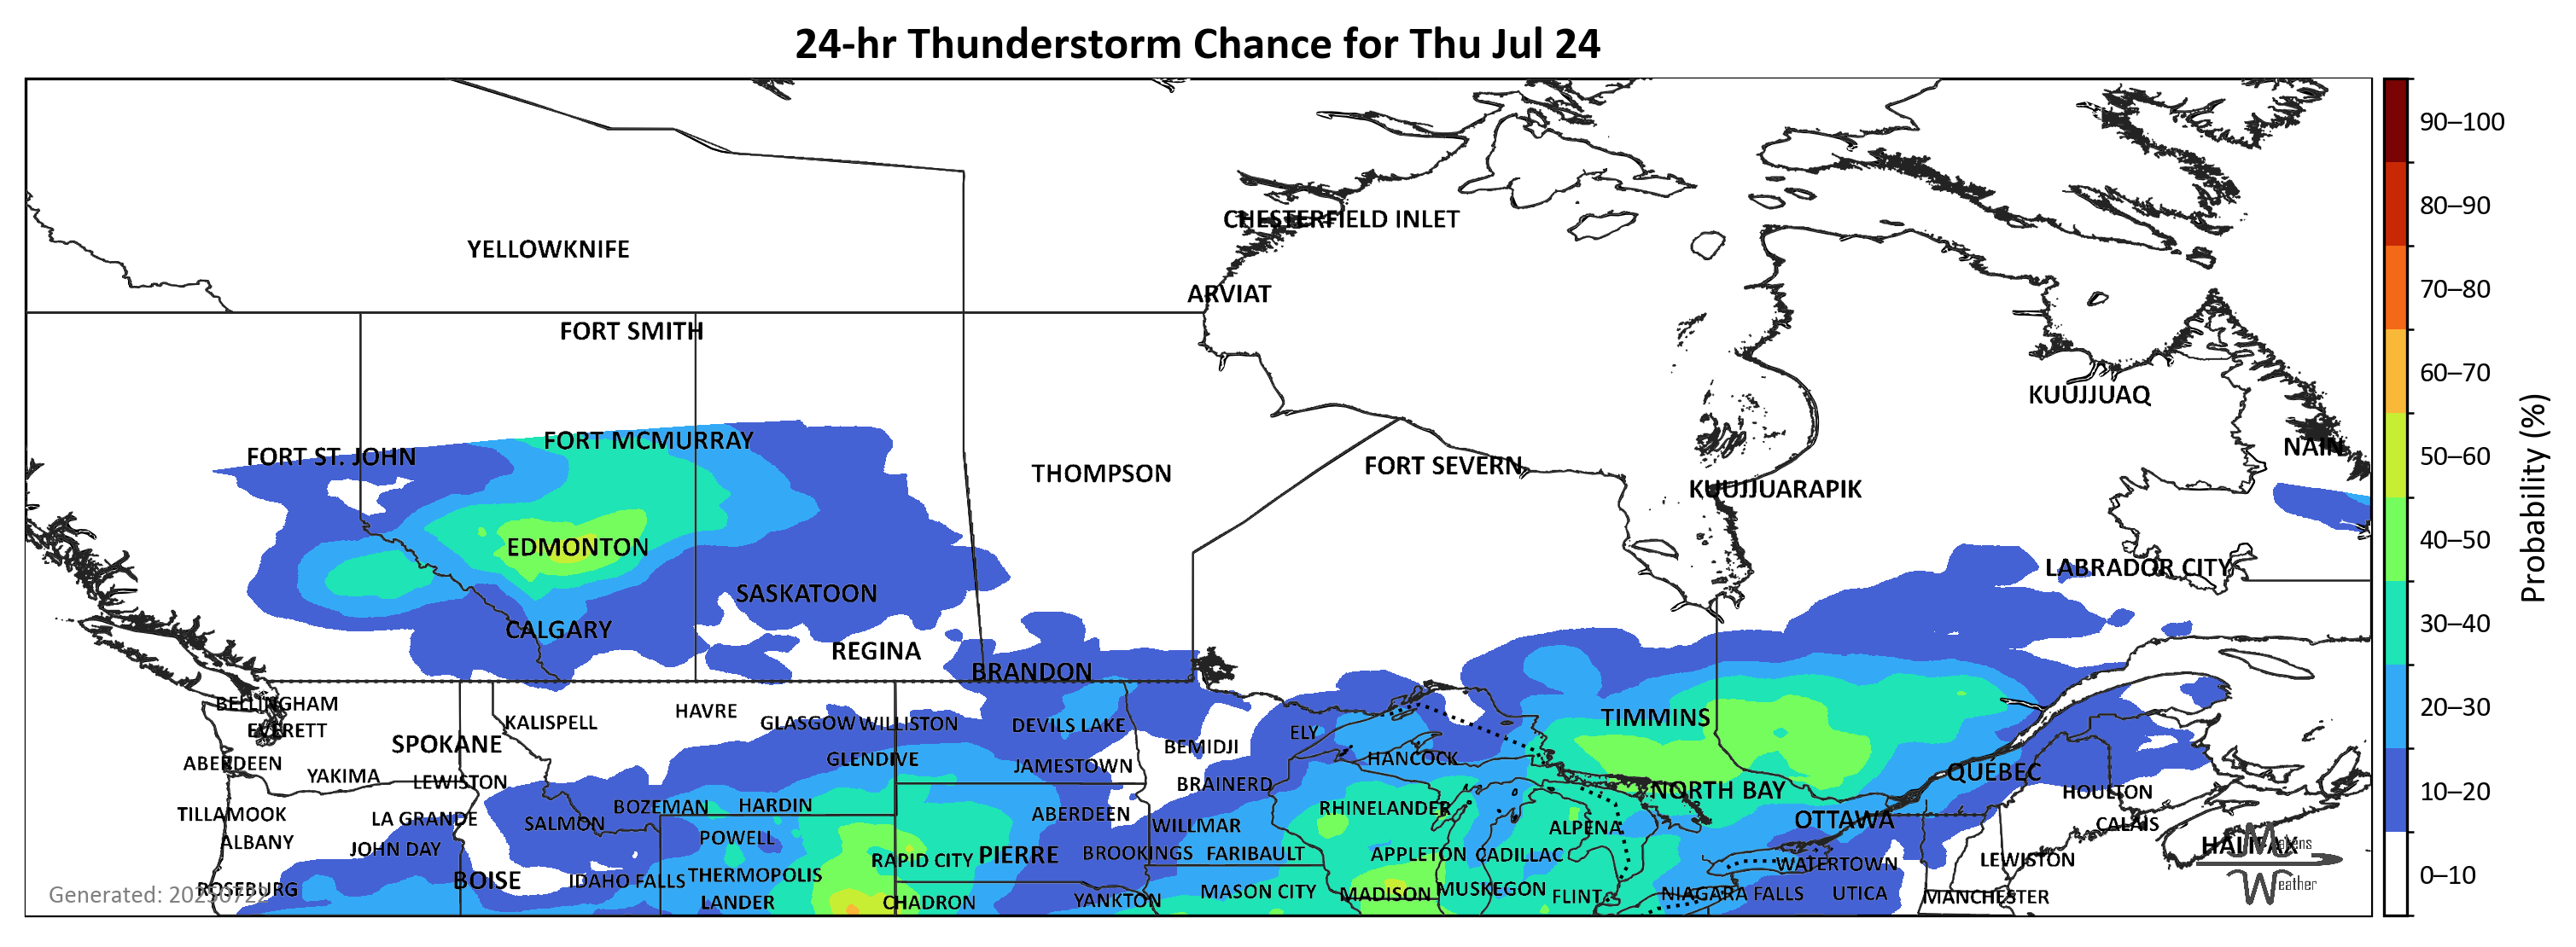 24-hr Thunderstorm Chance for Thu Jul 24
90–100
80–90
CHESTERFIELD INLET
YELLOWKNIFE
70–80
ARVIAT
FORT SMITH
60–70
KUUJJUAQ
FORT MCMURRAY
NAIN
FORT ST. JOHN
50–60
FORT SEVERN
THOMPSON
KUUJJUARAPIK
Probability (%)
40–50
EDMONTON
LABRADOR CITY
SASKATOON
30–40
CALGARY
REGINA
BRANDON
BELLINGHAM
20–30
HAVRE
TIMMINS
KALISPELL
GLASGOW
WILLISTON
DEVILS LAKE
EVERETT
ELY
SPOKANE
BEMIDJI
GLENDIVE
HANCOCK
ABERDEEN
JAMESTOWN
QUÉBEC
YAKIMA
LEWISTON
BRAINERD
NORTH BAY
10–20
HOULTON
BOZEMAN
HARDIN
RHINELANDER
TILLAMOOK
ABERDEEN
LA GRANDE
OTTAWA
SALMON
WILLMAR
ALPENA
CALAIS
POWELL
ALBANY
HALIFAX
Makens
JOHN DAY
BROOKINGS
FARIBAULT
APPLETON
CADILLAC
PIERRE
RAPID CITY
LEWISTON
WATERTOWN
THERMOPOLIS
0–10
BOISE
IDAHO FALLS
Weather
ROSEBURG
MASON CITY
MUSKEGON
Generated: 20250722
MADISON
NIAGARA FALLS
UTICA
FLINT
MANCHESTER
LANDER
CHADRON
YANKTON